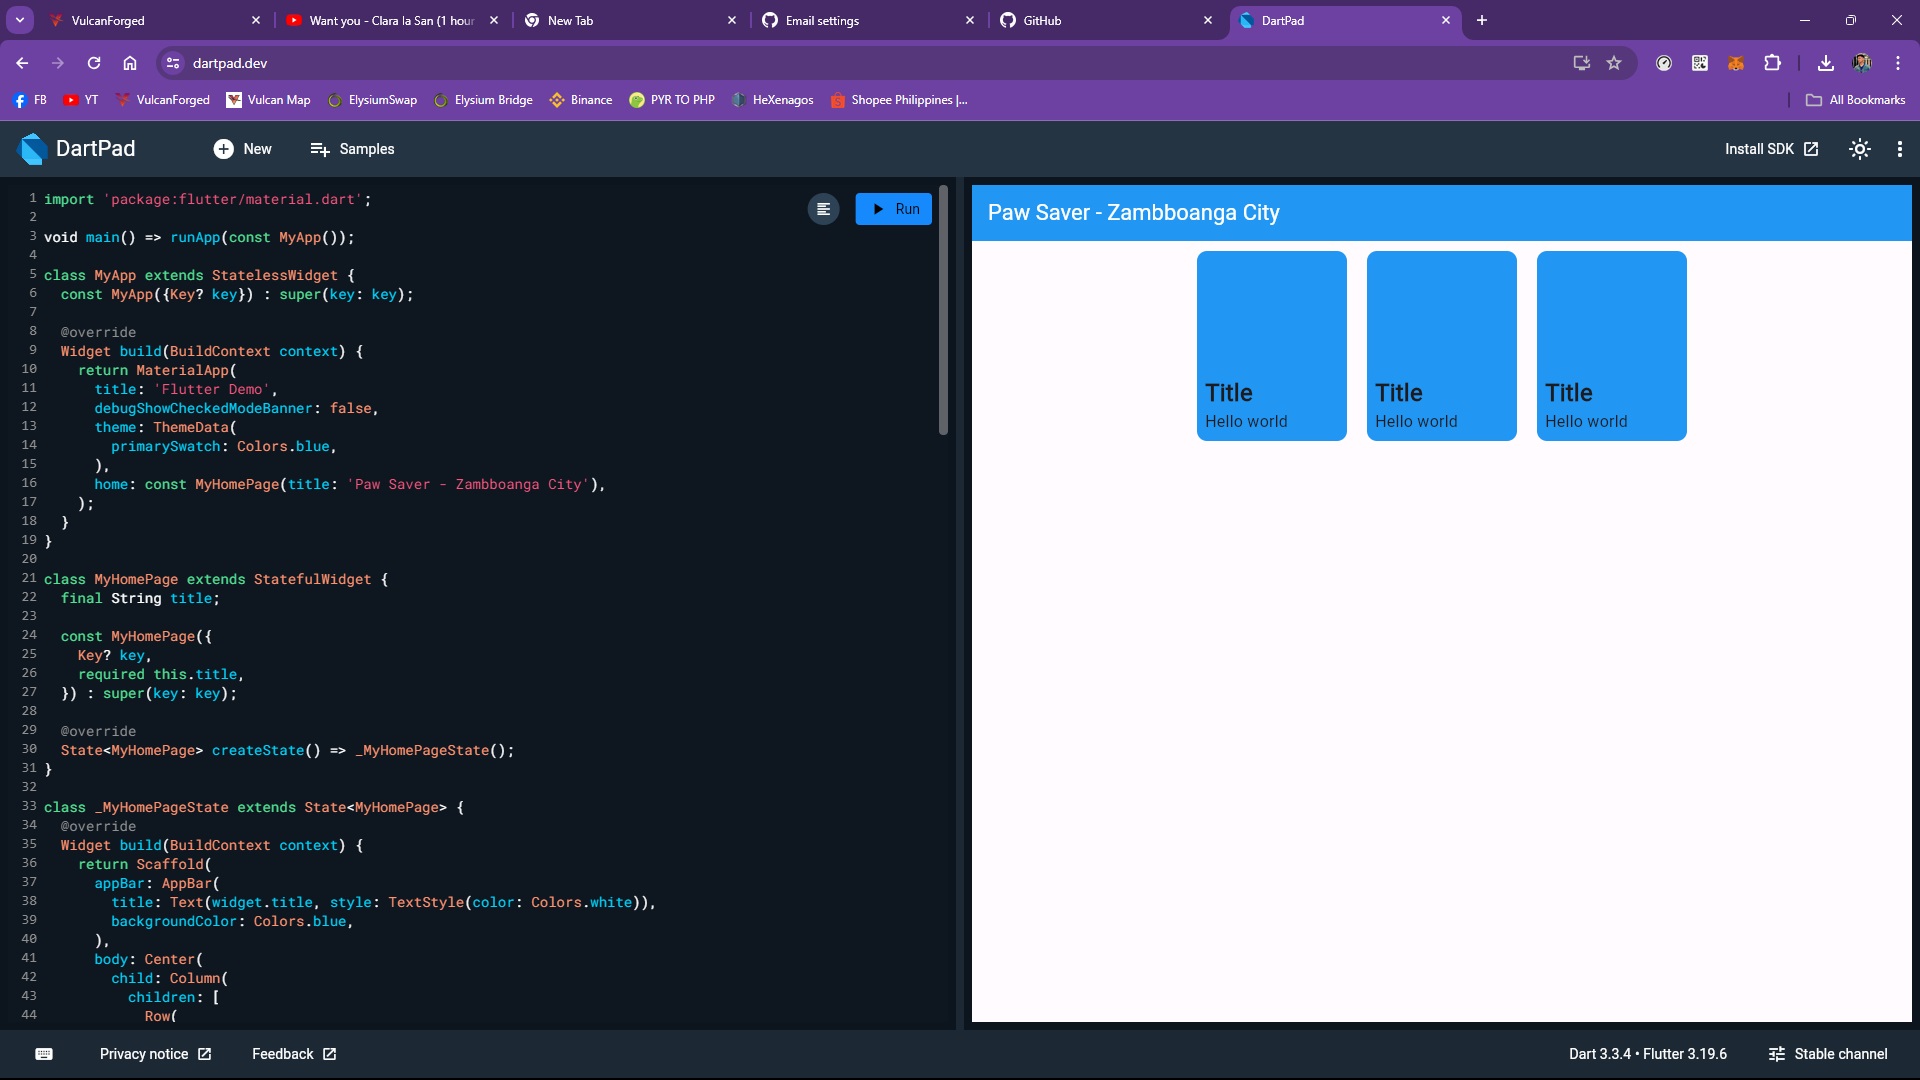 VulcanForged
Want you - Clara la San (1 hour
New Tab
Email settings
GitHub
DartPad
dartpad.dev
FB
YT
VulcanForged
Vulcan Map
ElysiumSwap
Elysium Bridge
Binance
PYR TO PHP
HeXenagos
Shopee Philippines |...
All Bookmarks
DartPad
New
Samples
Install SDK
Run
1 import 'package:flutter/material.dart';
2
3 void main() => runApp(const MyApp());
4
5 class MyApp extends StatelessWidget {
6 const MyApp({Key? key}) : super(key: key);
7
8 @override
9 Widget build(BuildContext context) {
10 return MaterialApp(
11 title: 'Flutter Demo',
12 debugShowCheckedModeBanner: false,
13 theme: ThemeData(
14 primarySwatch: Colors.blue,
15 ),
16 home: const MyHomePage(title: 'Paw Saver - Zambboanga City'),
17 );
18 }
19 }
20
21 class MyHomePage extends StatefulWidget {
22 final String title;
23
24 const MyHomePage({
25 Key? key,
26 required this.title,
27 }) : super(key: key);
28
29 @override
30 State<MyHomePage> createState() => _MyHomePageState();
31 }
32
33 class _MyHomePageState extends State<MyHomePage> {
34 @override
35 Widget build(BuildContext context) {
36 return Scaffold(
37 appBar: AppBar(
38 title: Text(widget.title, style: TextStyle(color: Colors.white)),
39 backgroundColor: Colors.blue,
40 ),
41 body: Center(
42 child: Column(
43 children: [
44 Row(
Paw Saver - Zambboanga City
Title
Hello world
Title
Hello world
Title
Hello world
Privacy notice
Feedback
Dart 3.3.4 • Flutter 3.19.6
Stable channel